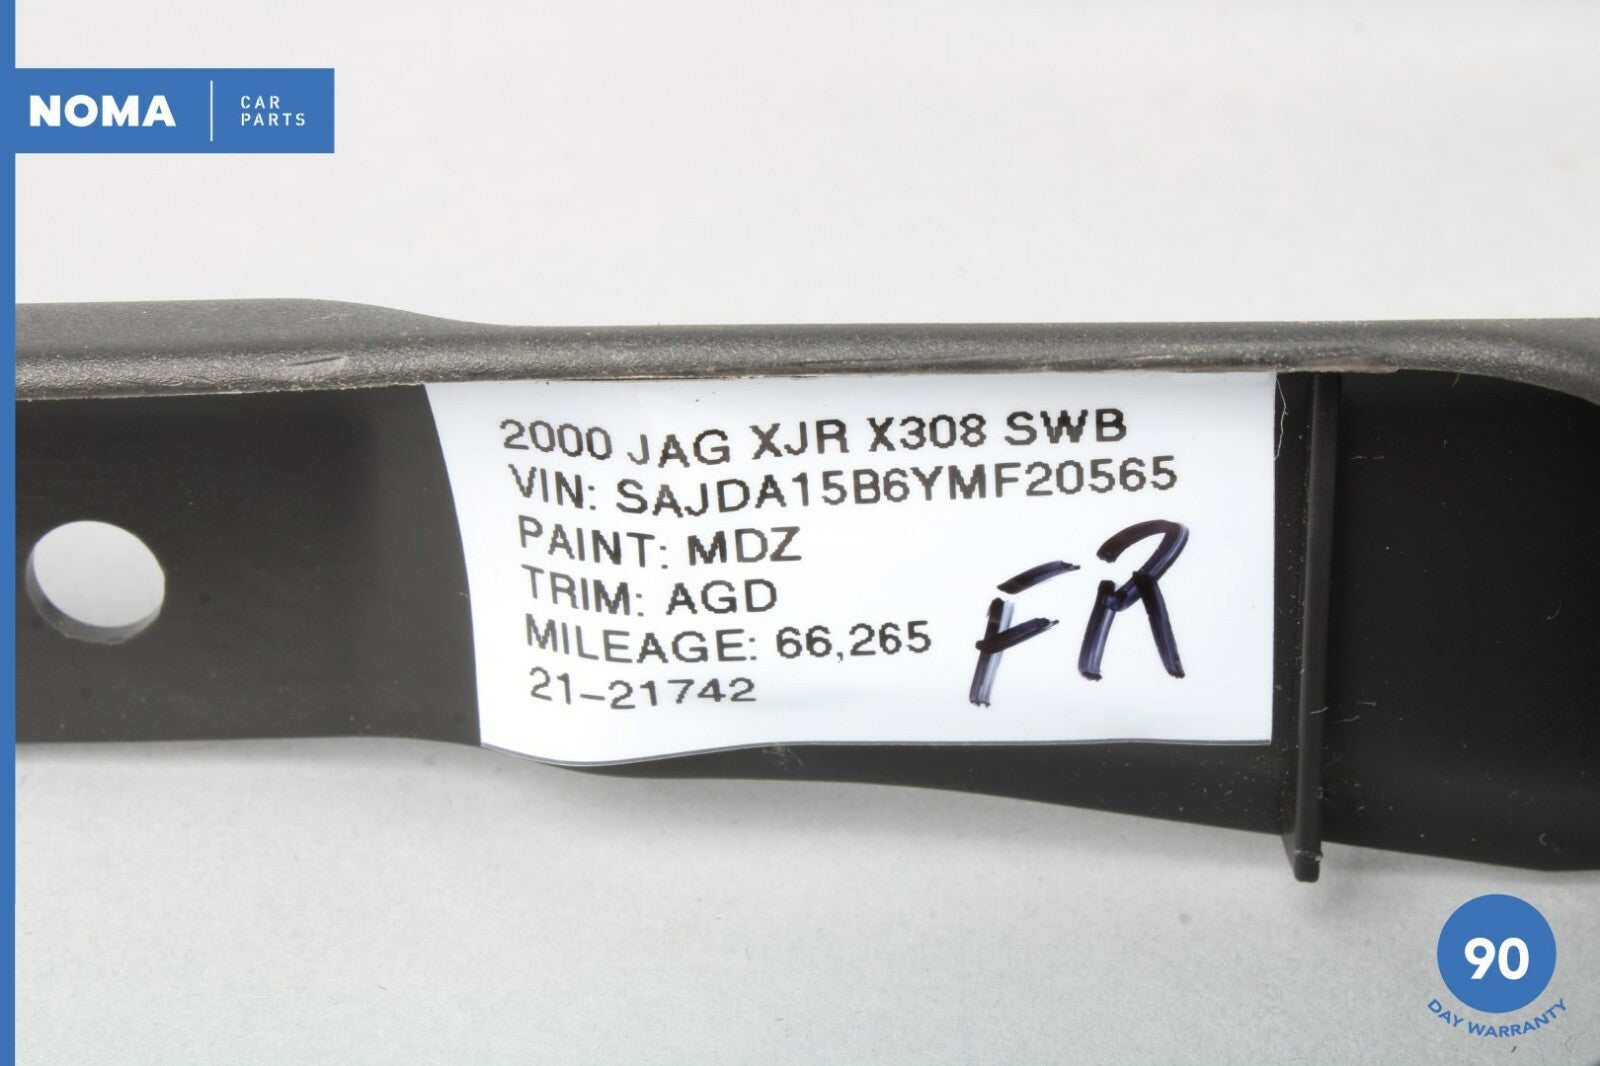 NOMA
CAR
PARTS
2000 JAG XJR X308 SWB
VIN: SAJDA15B6YMF20565
PAINT: MDZ
TRIM: AGD
MILEAGE: 66,265
21-21742
FR
90
DAY WARRANTY